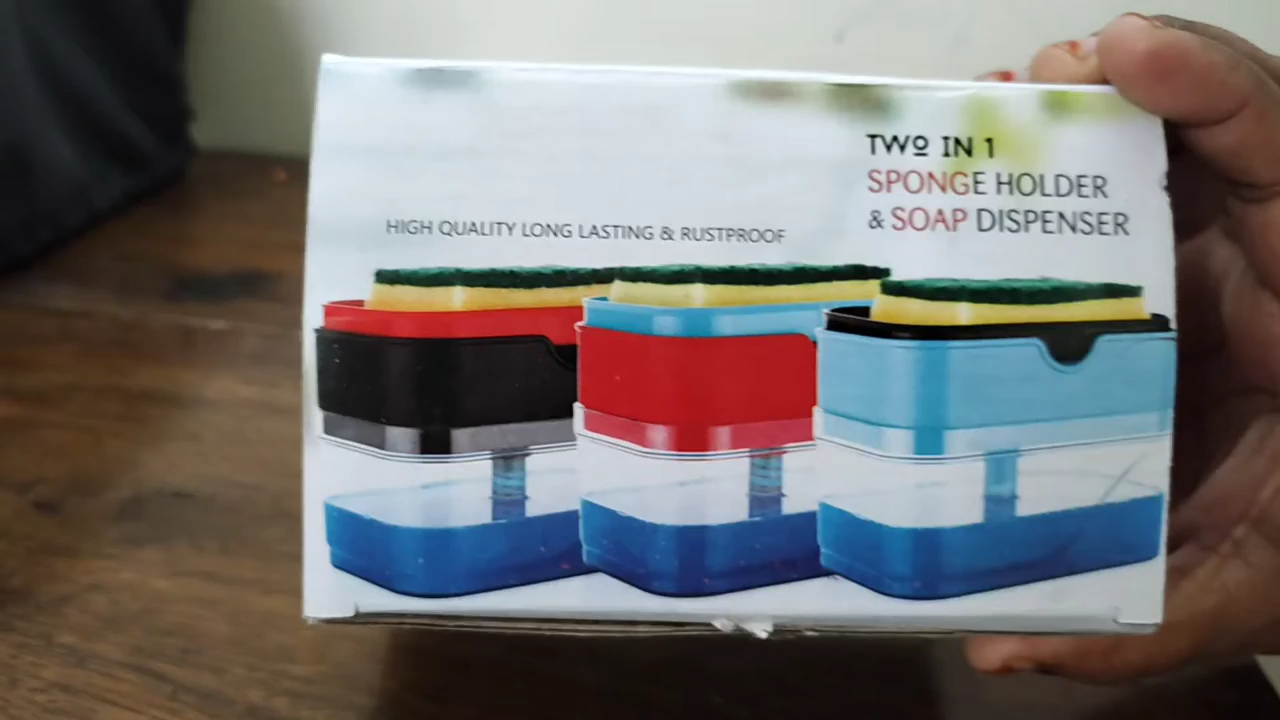 TWO IN 1
SPONGE HOLDER
& SOAP DISPENSER
HIGH QUALITY LONG LASTING & RUSTPROOF